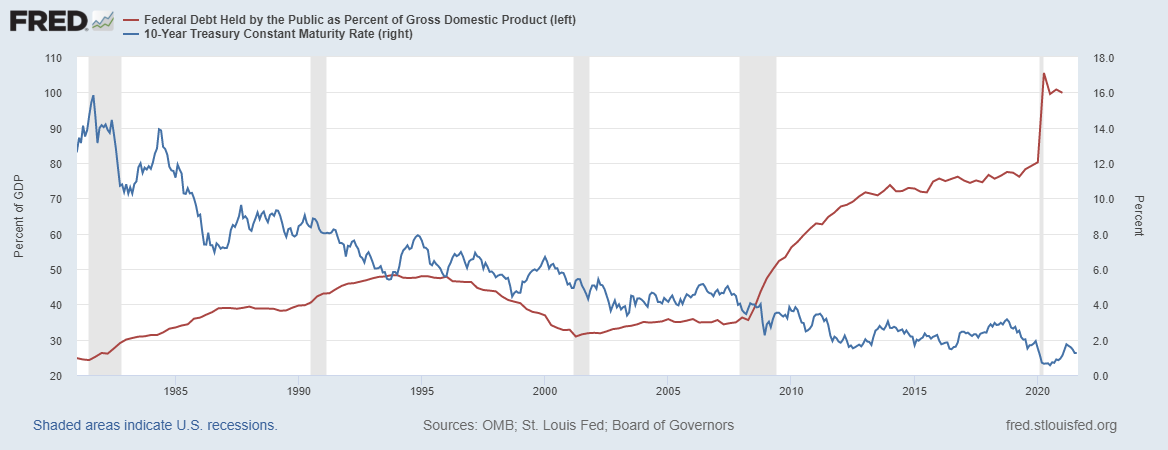 FRED
Federal Debt Held by the Public as Percent of Gross Domestic Product (left)
10-Year Treasury Constant Maturity Rate (right)
110 18.0
100 16.0
90 14.0
80 12.0
70 10.0
60 8.0
50 6.0
40 4.0
30 2.0
20 0.0
Percent of GDP
Percent
1985 1990 1995 2000 2005 2010 2015 2020
Shaded areas indicate U.S. recessions. Sources: OMB; St. Louis Fed; Board of Governors fred.stlouisfed.org